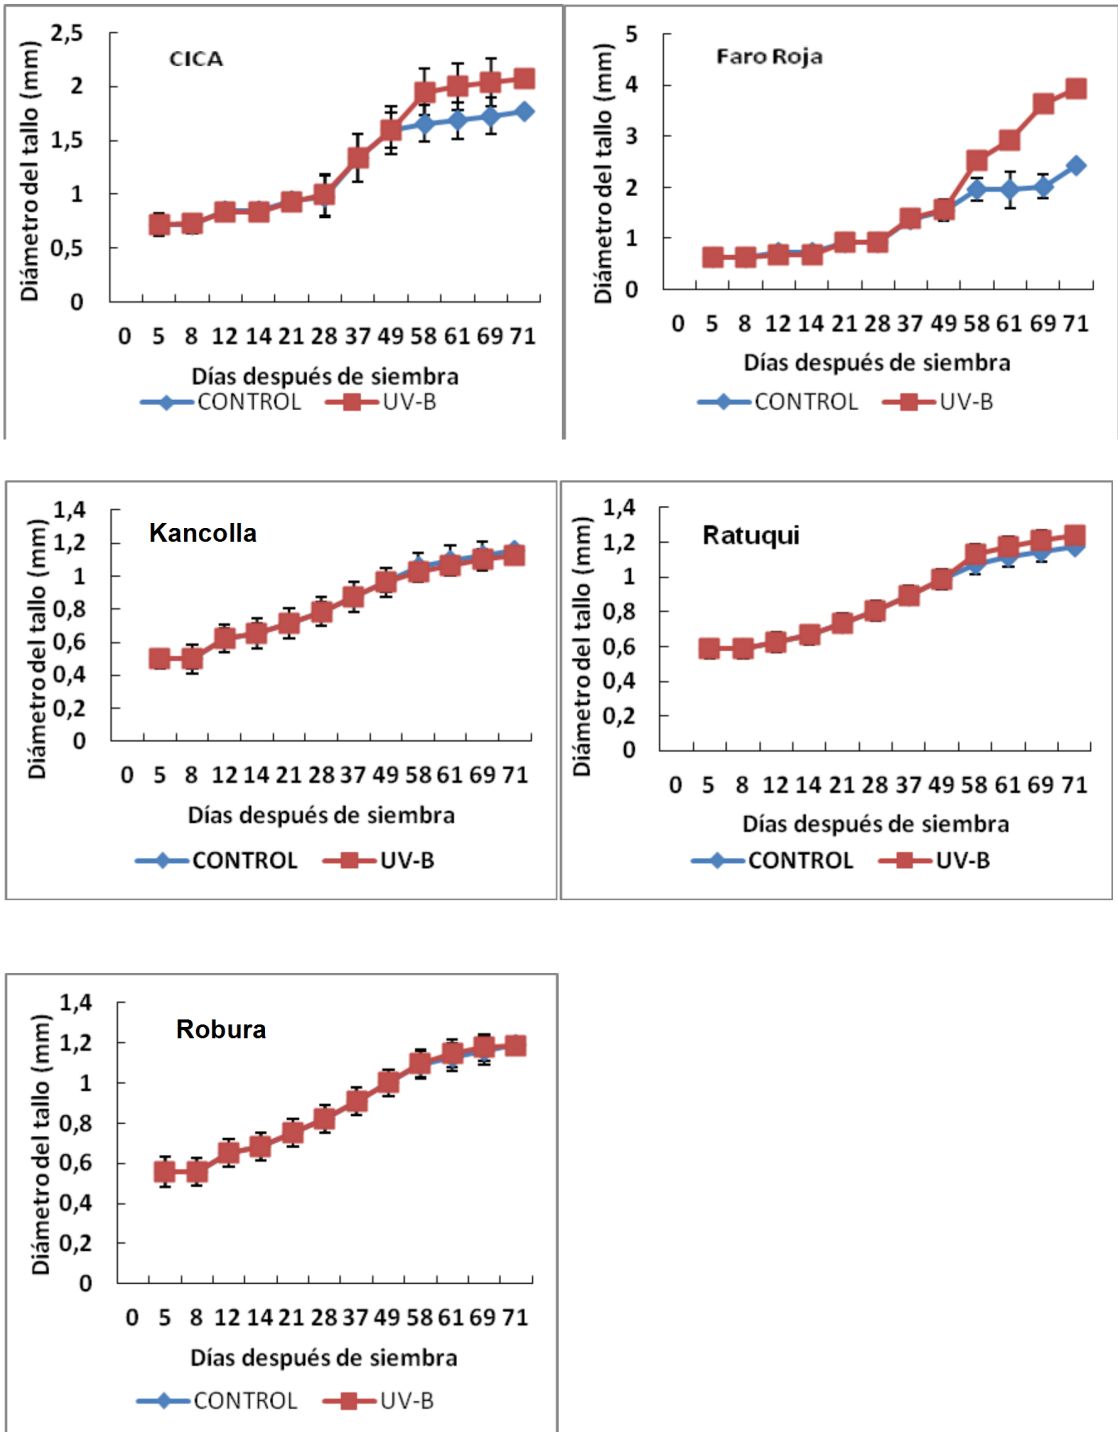 CICA
Diámetro del tallo (mm)
2,5
2
1,5
1
0,5
0
0 5 8 12 14 21 28 37 49 58 61 69 71
Días después de siembra
CONTROL UV-B
Faro Roja
Diámetro del tallo (mm)
5
4
3
2
1
0
0 5 8 12 14 21 28 37 49 58 61 69 71
Días después de siembra
CONTROL UV-B
Kancolla
Diámetro del tallo (mm)
1,4
1,2
1
0,8
0,6
0,4
0,2
0
0 5 8 12 14 21 28 37 49 58 61 69 71
Días después de siembra
CONTROL UV-B
Ratuqui
Diámetro del tallo (mm)
1,4
1,2
1
0,8
0,6
0,4
0,2
0
0 5 8 12 14 21 28 37 49 58 61 69 71
Días después de siembra
CONTROL UV-B
Robura
Diámetro del tallo (mm)
1,4
1,2
1
0,8
0,6
0,4
0,2
0
0 5 8 12 14 21 28 37 49 58 61 69 71
Días después de siembra
CONTROL UV-B